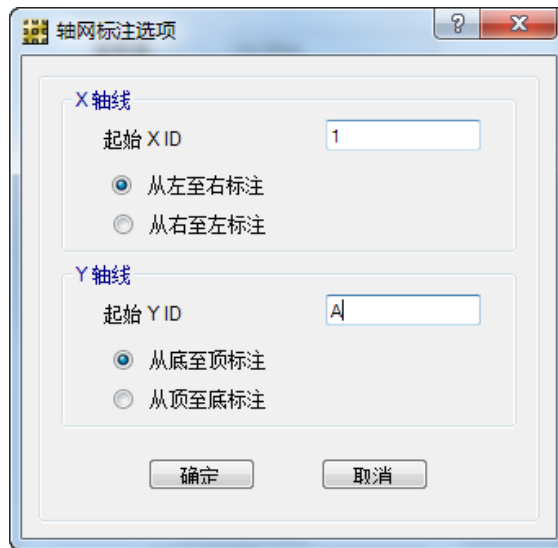 轴网标注选项
X 轴线
起始 X ID
1
从左至右标注
从右至左标注
Y 轴线
起始 Y ID
A
从底至顶标注
从顶至底标注
确定
取消